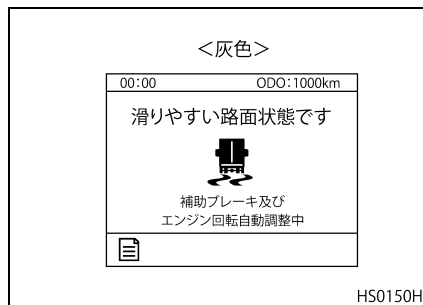 ＜灰色＞
00:00 ODO:1000km
滑りやすい路面状態です
補助ブレーキ及び
エンジン回転自動調整中
HS0150H